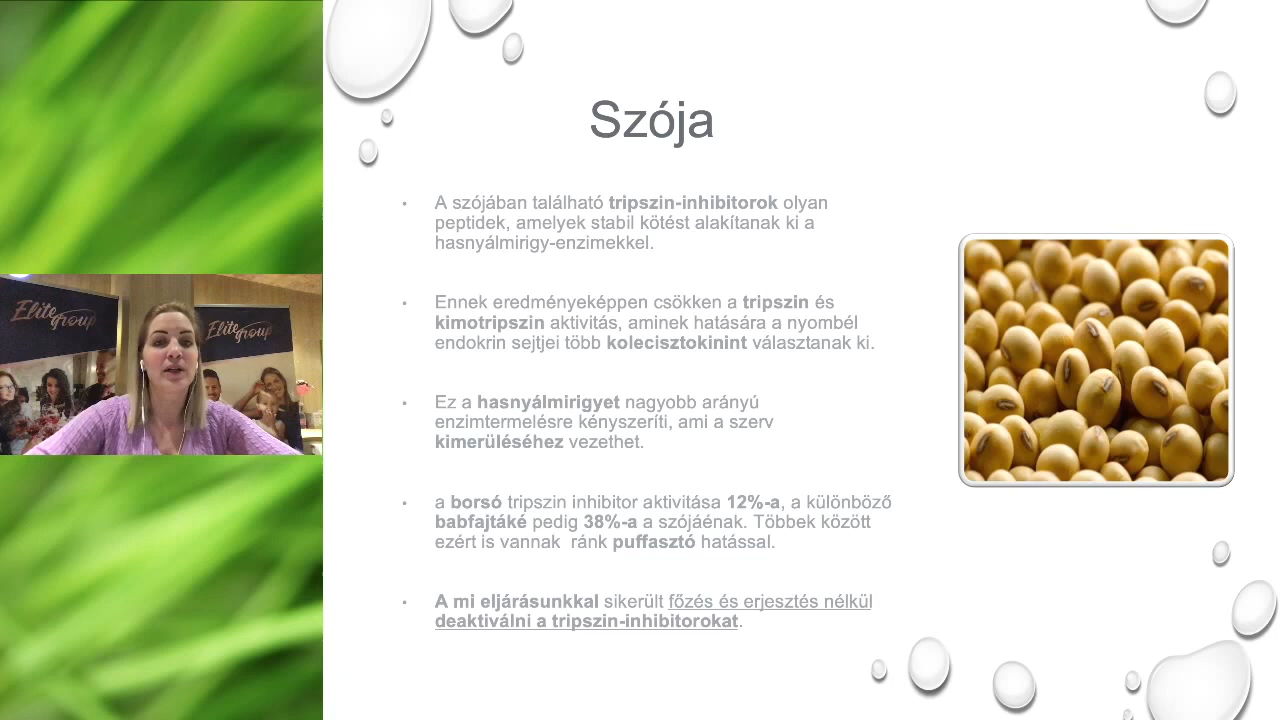 Szója
• A szójában található tripszin-inhibitorok olyan
peptidek, amelyek stabil kötést alakítanak ki a
hasnyálmirigy-enzimekkel.
• Ennek eredményeképpen csökken a tripszin és
kimotripszin aktivitás, aminek hatására a nyombél
endokrin sejtjei több kolecisztokinint választanak ki.
• Ez a hasnyálmirigyet nagyobb arányú
enzimtermelésre kényszeríti, ami a szerv
kimerüléséhez vezethet.
• a borsó tripszin inhibitor aktivitása 12%-a, a különböző
babfajtáké pedig 38%-a a szójáénak. Többek között
ezért is vannak  ránk puffasztó hatással.
• A mi eljárásunkkal sikerült főzés és erjesztés nélkül
deaktiválni a tripszin-inhibitorokat.
Elite
group
Elite
group